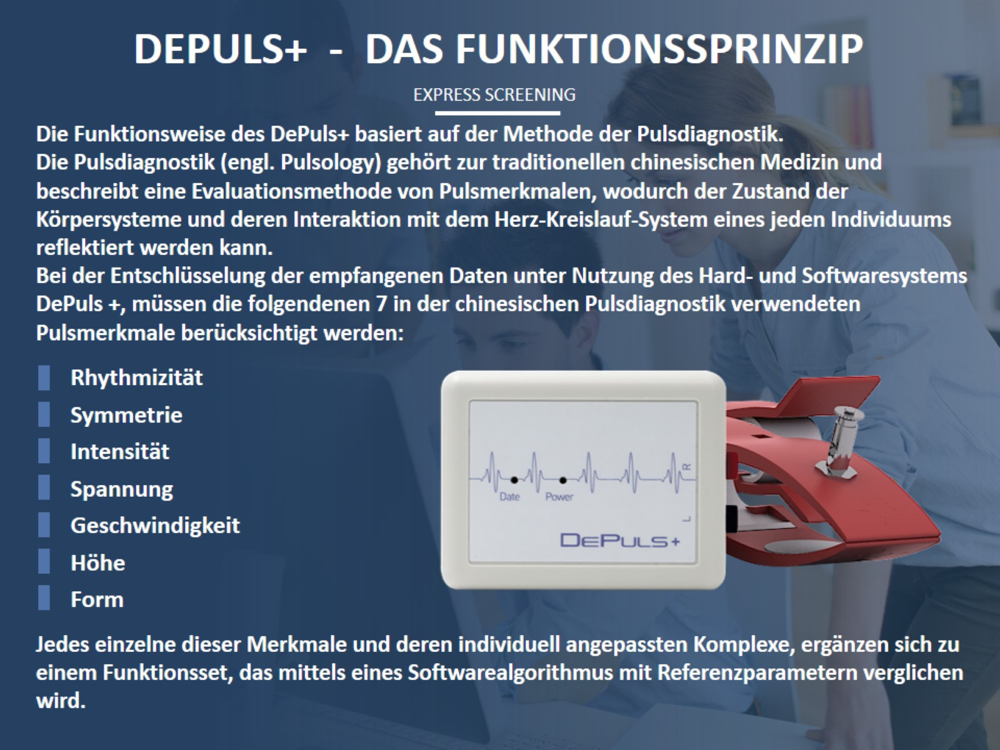 DEPULS+ - DAS FUNKTIONSSPRINZIP
EXPRESS SCREENING
Die Funktionsweise des DePuls+ basiert auf der Methode der Pulsdiagnostik.
Die Pulsdiagnostik (engl. Pulsology) gehört zur traditionellen chinesischen Medizin und
beschreibt eine Evaluationsmethode von Pulsmerkmalen, wodurch der Zustand der
Körpersysteme und deren Interaktion mit dem Herz-Kreislauf-System eines jeden Individuums
reflektiert werden kann.
Bei der Entschlüsselung der empfangenen Daten unter Nutzung des Hard- und Softwaresystems
DePuls +, müssen die folgendenen 7 in der chinesischen Pulsdiagnostik verwendeten
Pulsmerkmale berücksichtigt werden:
Rhythmizität
Symmetrie
Intensität
Spannung
Geschwindigkeit
Höhe
Form
R
Date Power
L
DEPULS+
Jedes einzelne dieser Merkmale und deren individuell angepassten Komplexe, ergänzen sich zu
einem Funktionsset, das mittels eines Softwarealgorithmus mit Referenzparametern verglichen
wird.